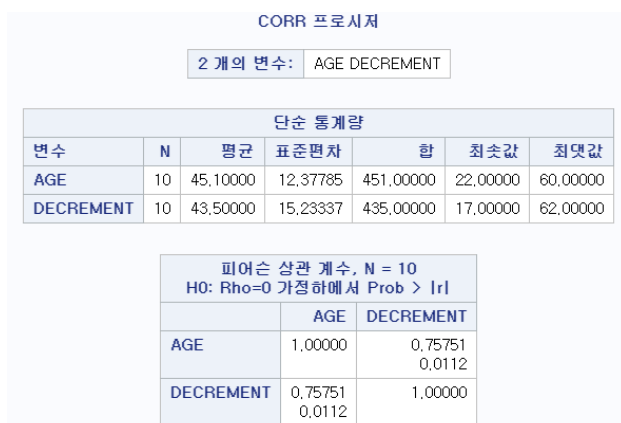 CORR 프로시저
2 개의 변수: AGE DECREMENT
단순 통계량
변수 N 평균 표준편차 합 최솟값 최댓값
AGE 10 45,10000 12,37785 451,00000 22,00000 60,00000
DECREMENT 10 43,50000 15,23337 435,00000 17,00000 62,00000
피어슨 상관 계수, N = 10
H0: Rho=0 가정하에서 Prob > |r|
AGE DECREMENT
AGE 1,00000 0,75751
0,0112
DECREMENT 0,75751 1,00000
0,0112